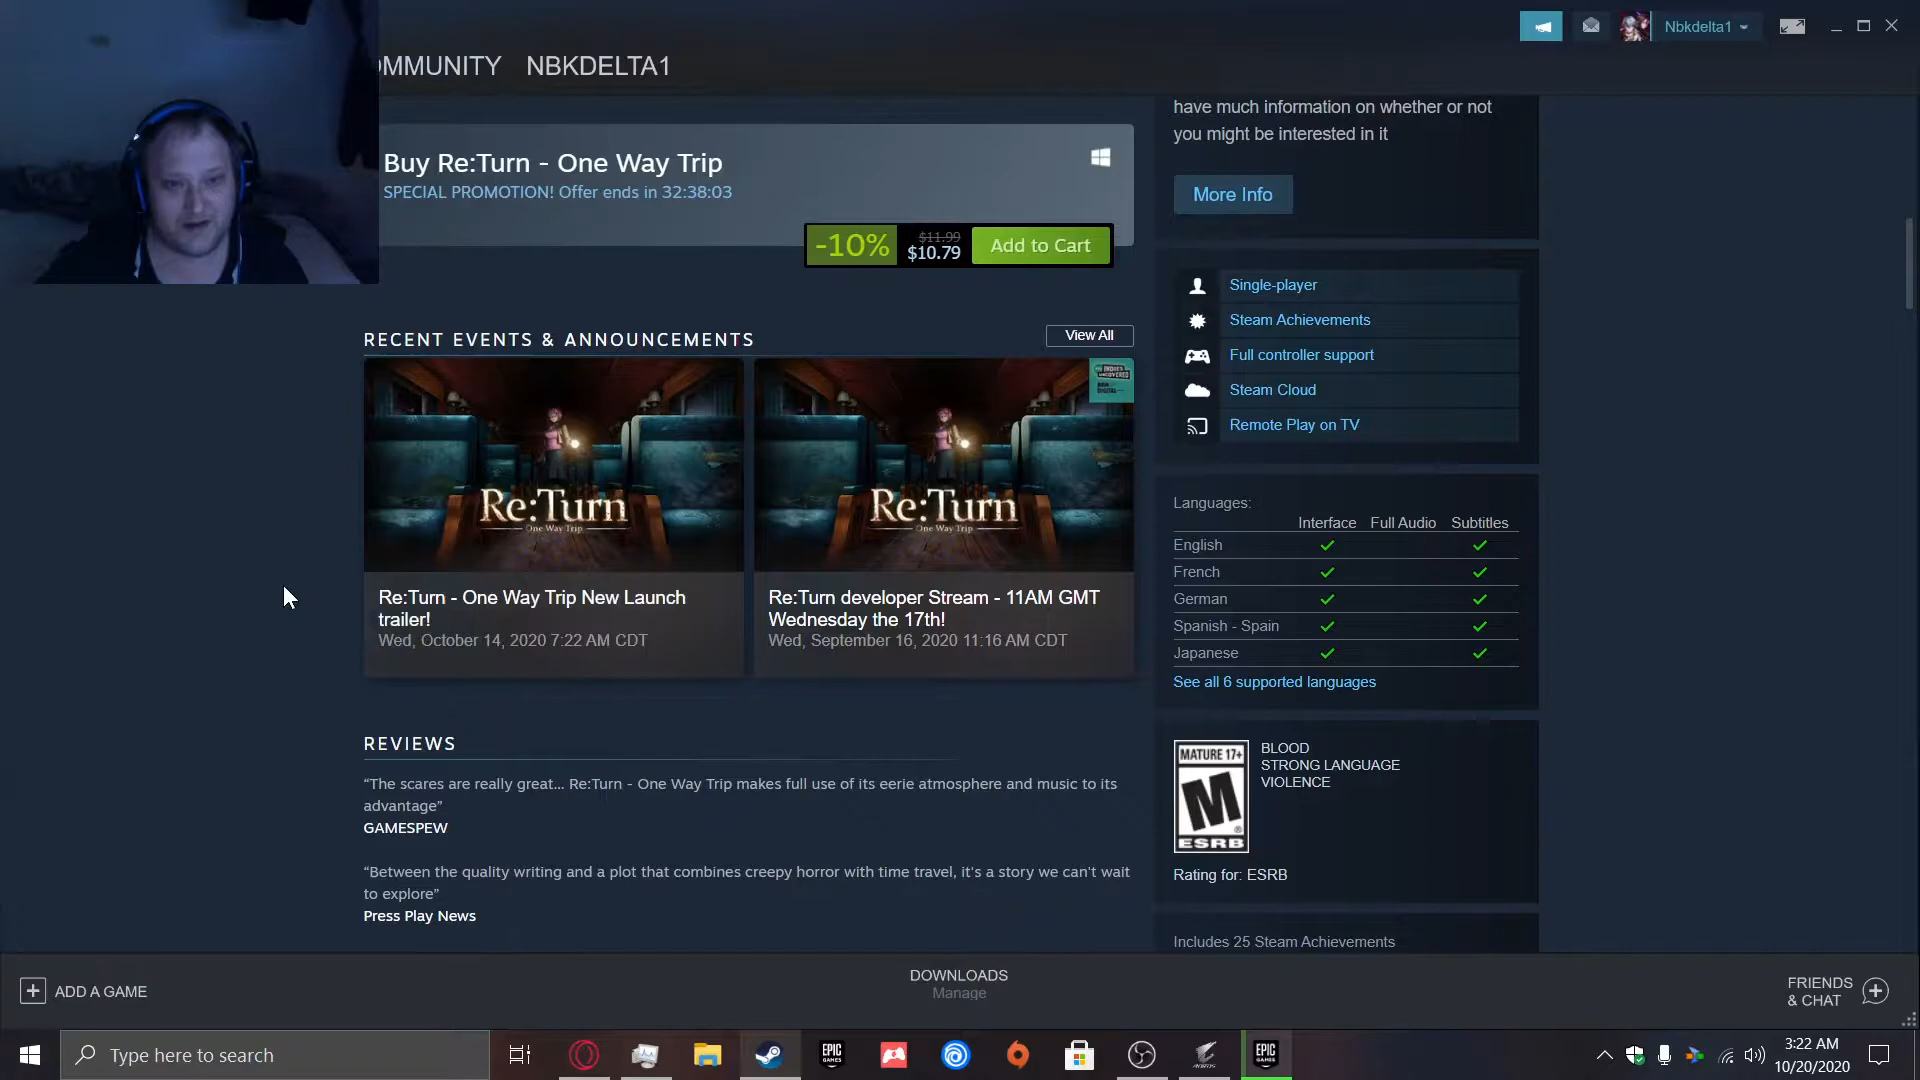 Nbkdelta1
OMMUNITY NBKDELTA1
have much information on whether or not
you might be interested in it
More Info
Buy Re:Turn - One Way Trip
SPECIAL PROMOTION! Offer ends in 32:38:03
-10%
$11.99
$10.79
Add to Cart
RECENT EVENTS & ANNOUNCEMENTS
View All
Re:Turn
One Way Trip
Re:Turn - One Way Trip New Launch
trailer!
Wed, October 14, 2020 7:22 AM CDT
INDIES
UNCOVERED
DIGITAL
Re:Turn
One Way Trip
Re:Turn developer Stream - 11AM GMT
Wednesday the 17th!
Wed, September 16, 2020 11:16 AM CDT
REVIEWS
“The scares are really great... Re:Turn - One Way Trip makes full use of its eerie atmosphere and music to its
advantage”
GAMESPEW
“Between the quality writing and a plot that combines creepy horror with time travel, it's a story we can't wait
to explore”
Press Play News
Single-player
Steam Achievements
Full controller support
Steam Cloud
Remote Play on TV
Languages:
Interface Full Audio Subtitles
English
French
German
Spanish - Spain
Japanese
See all 6 supported languages
MATURE 17+
M
ESRB
BLOOD
STRONG LANGUAGE
VIOLENCE
Rating for: ESRB
Includes 25 Steam Achievements
ADD A GAME
DOWNLOADS
Manage
FRIENDS
& CHAT
Type here to search
EPIC
GAMES
AORUS
EPIC
GAMES
3:22 AM
10/20/2020